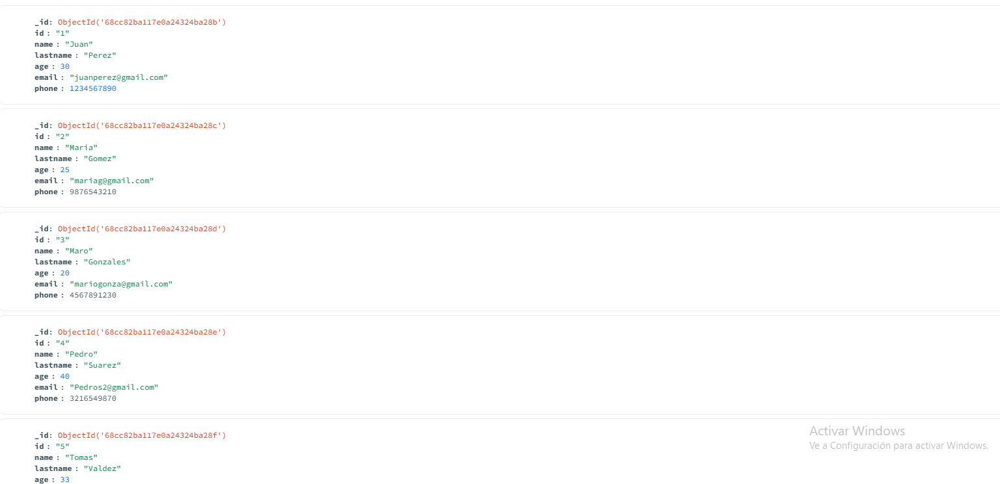 _id: ObjectId('68cc82ba117e0a24324ba28b')
id : "1"
name : "Juan"
lastname : "Perez"
age : 30
email : "juanperez@gmail.com"
phone : 1234567890
_id: ObjectId('68cc82ba117e0a24324ba28c')
id : "2"
name : "Maria"
lastname : "Gomez"
age : 25
email : "mariag@gmail.com"
phone : 9876543210
_id: ObjectId('68cc82ba117e0a24324ba28d')
id : "3"
name : "Maro"
lastname : "Gonzales"
age : 20
email : "mariogonza@gmail.com"
phone : 4567891230
_id: ObjectId('68cc82ba117e0a24324ba28e')
id : "4"
name : "Pedro"
lastname : "Suarez"
age : 40
email : "Pedros2@gmail.com"
phone : 3216549870
_id: ObjectId('68cc82ba117e0a24324ba28f')
id : "5"
name : "Tomas"
lastname : "Valdez"
age : 33
Activar Windows
Ve a Configuración para activar Windows.